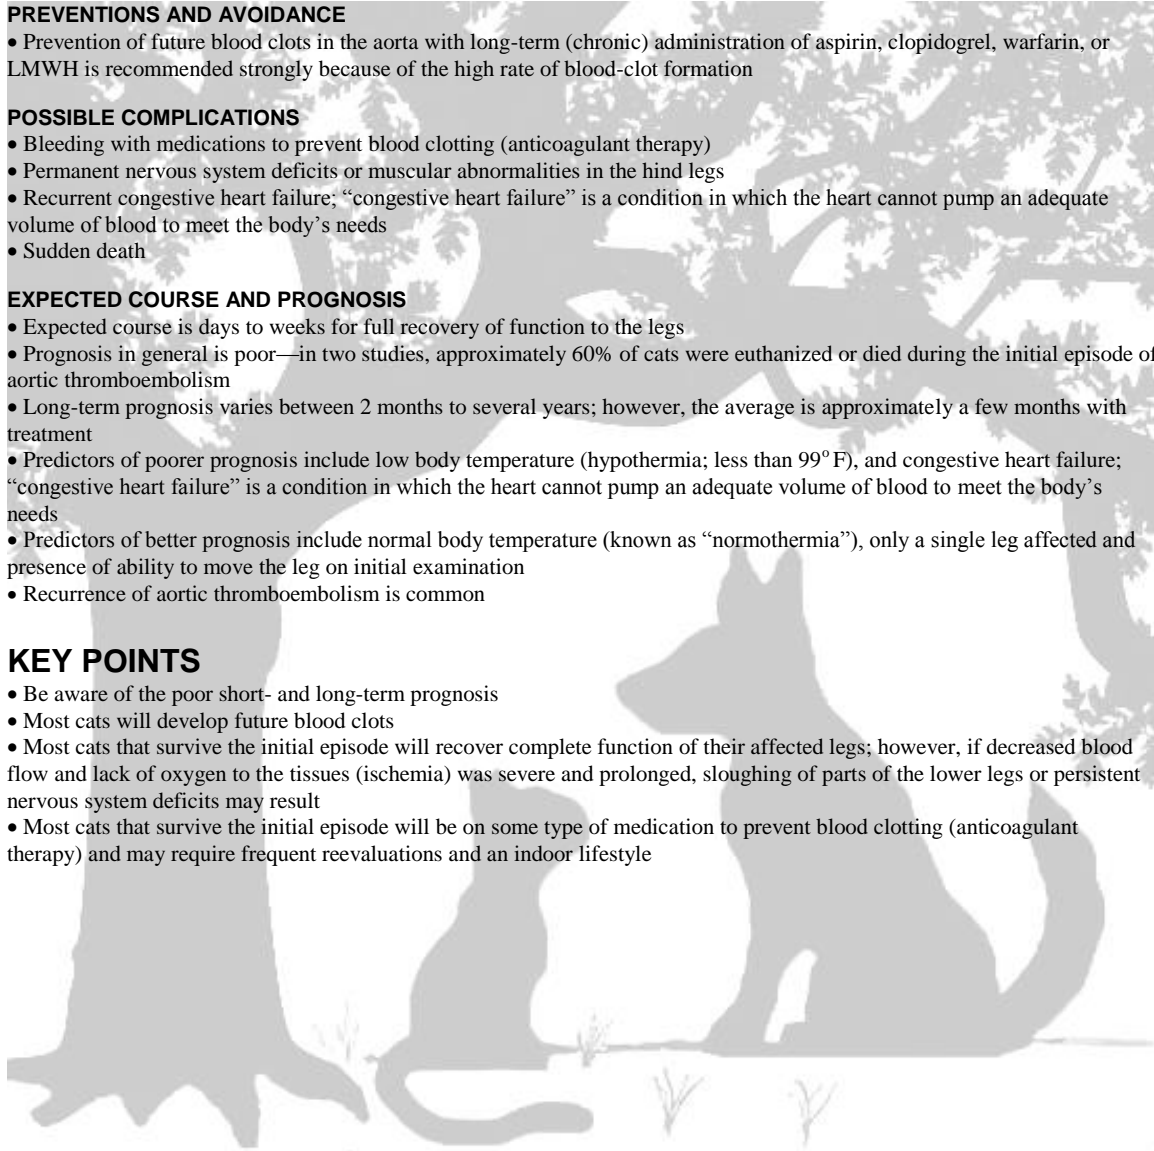 PREVENTIONS AND AVOIDANCE
• Prevention of future blood clots in the aorta with long-term (chronic) administration of aspirin, clopidogrel, warfarin, or
LMWH is recommended strongly because of the high rate of blood-clot formation
POSSIBLE COMPLICATIONS
• Bleeding with medications to prevent blood clotting (anticoagulant therapy)
• Permanent nervous system deficits or muscular abnormalities in the hind legs
• Recurrent congestive heart failure; “congestive heart failure” is a condition in which the heart cannot pump an adequate
volume of blood to meet the body’s needs
• Sudden death
EXPECTED COURSE AND PROGNOSIS
• Expected course is days to weeks for full recovery of function to the legs
• Prognosis in general is poor—in two studies, approximately 60% of cats were euthanized or died during the initial episode of
aortic thromboembolism
• Long-term prognosis varies between 2 months to several years; however, the average is approximately a few months with
treatment
• Predictors of poorer prognosis include low body temperature (hypothermia; less than 99° F), and congestive heart failure;
“congestive heart failure” is a condition in which the heart cannot pump an adequate volume of blood to meet the body’s
needs
• Predictors of better prognosis include normal body temperature (known as “normothermia”), only a single leg affected and
presence of ability to move the leg on initial examination
• Recurrence of aortic thromboembolism is common
KEY POINTS
• Be aware of the poor short- and long-term prognosis
• Most cats will develop future blood clots
• Most cats that survive the initial episode will recover complete function of their affected legs; however, if decreased blood
flow and lack of oxygen to the tissues (ischemia) was severe and prolonged, sloughing of parts of the lower legs or persistent
nervous system deficits may result
• Most cats that survive the initial episode will be on some type of medication to prevent blood clotting (anticoagulant
therapy) and may require frequent reevaluations and an indoor lifestyle